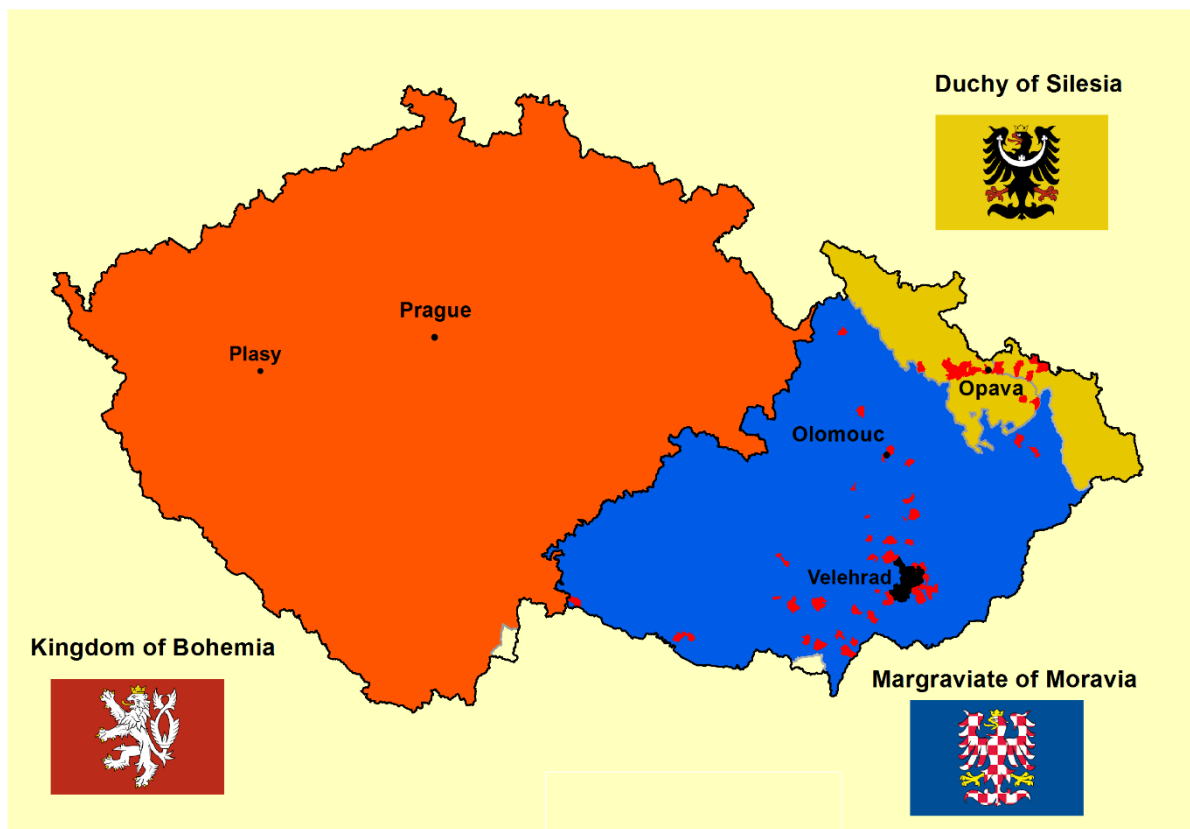 Duchy of Silesia
Prague
Plasy
Opava
Olomouc
Velehrad
Kingdom of Bohemia
Margraviate of Moravia